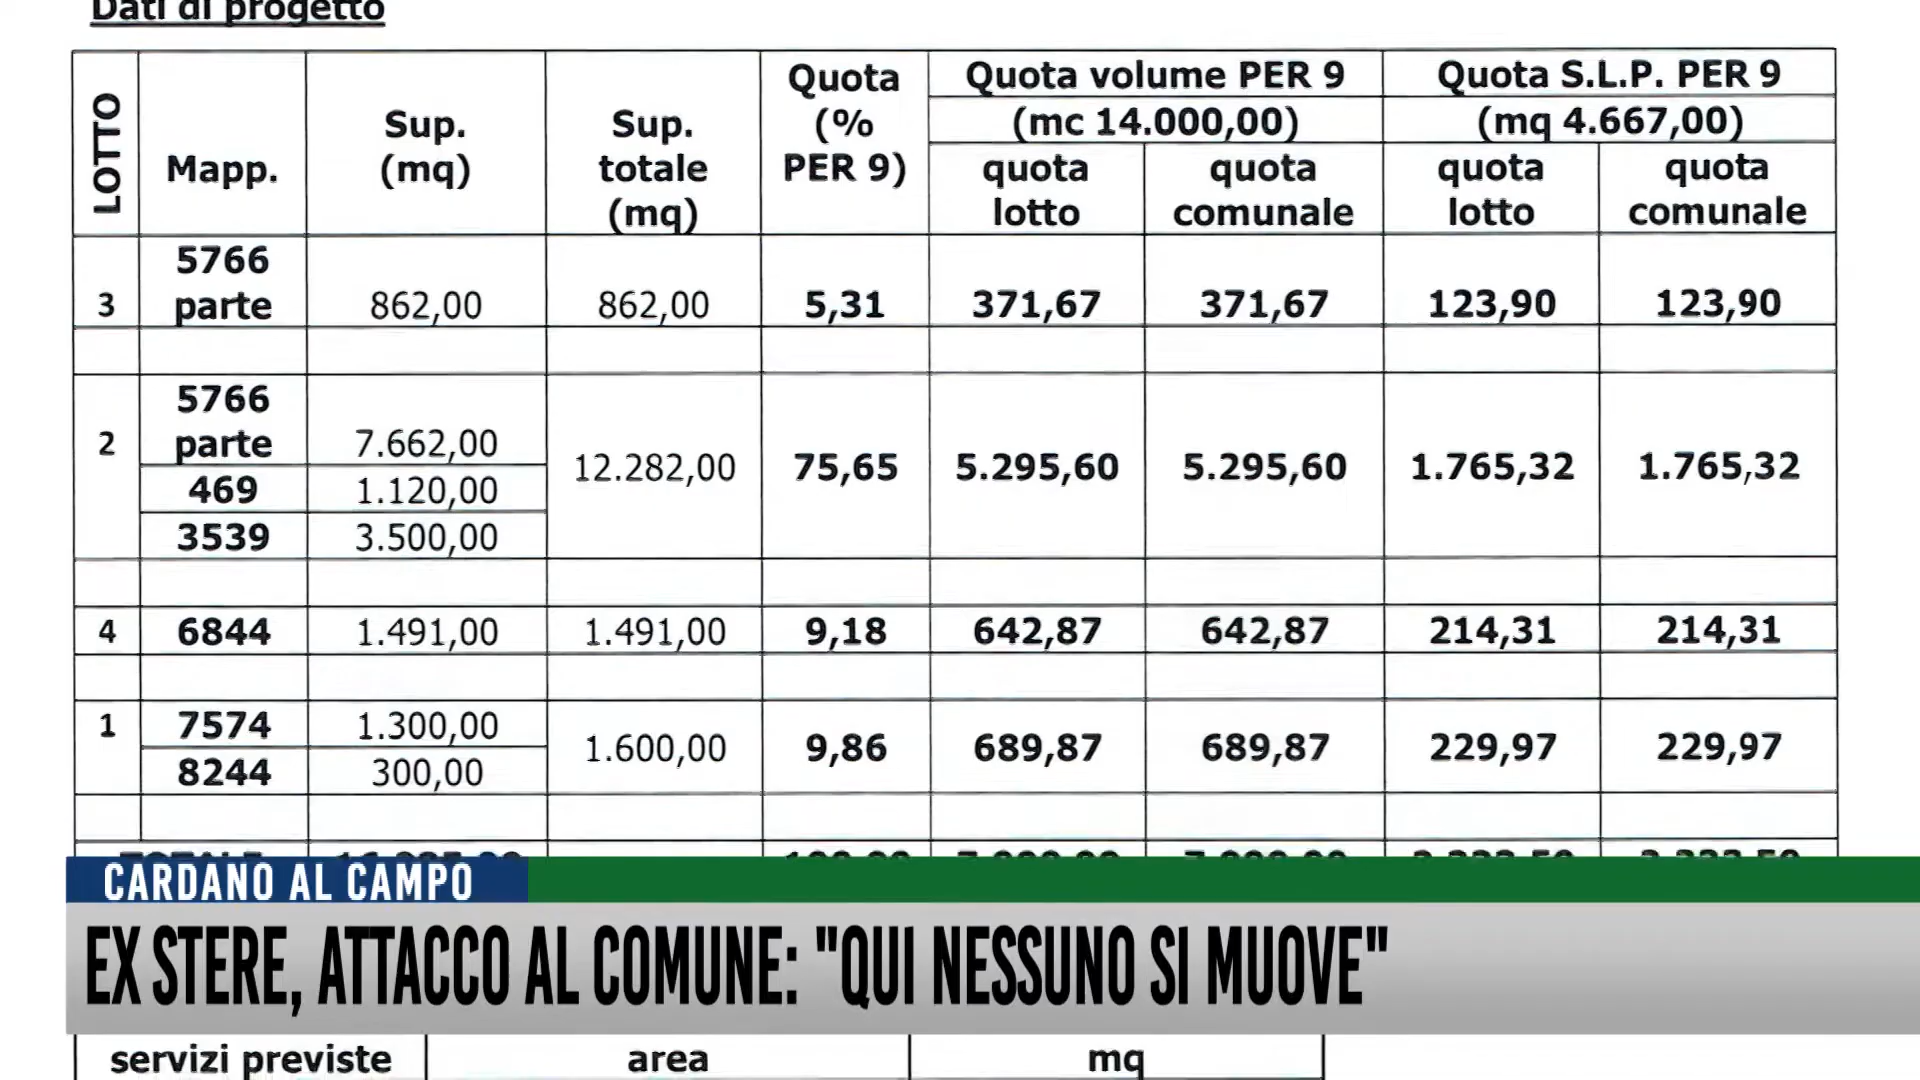 Dati di progetto
LOTTO
Mapp.
Sup.
(mq)
Sup.
totale
(mq)
Quota
(%
PER 9)
Quota volume PER 9
(mc 14.000,00)
quota
lotto
quota
comunale
Quota S.L.P. PER 9
(mq 4.667,00)
quota
lotto
quota
comunale
3
5766
parte
862,00
862,00
5,31
371,67
371,67
123,90
123,90
2
5766
parte
7.662,00
469
1.120,00
3539
3.500,00
12.282,00
75,65
5.295,60
5.295,60
1.765,32
1.765,32
4
6844
1.491,00
1.491,00
9,18
642,87
642,87
214,31
214,31
1
7574
1.300,00
8244
300,00
1.600,00
9,86
689,87
689,87
229,97
229,97
CARDANO AL CAMPO
EX STERE, ATTACCO AL COMUNE: "QUI NESSUNO SI MUOVE"
servizi previste
area
mq